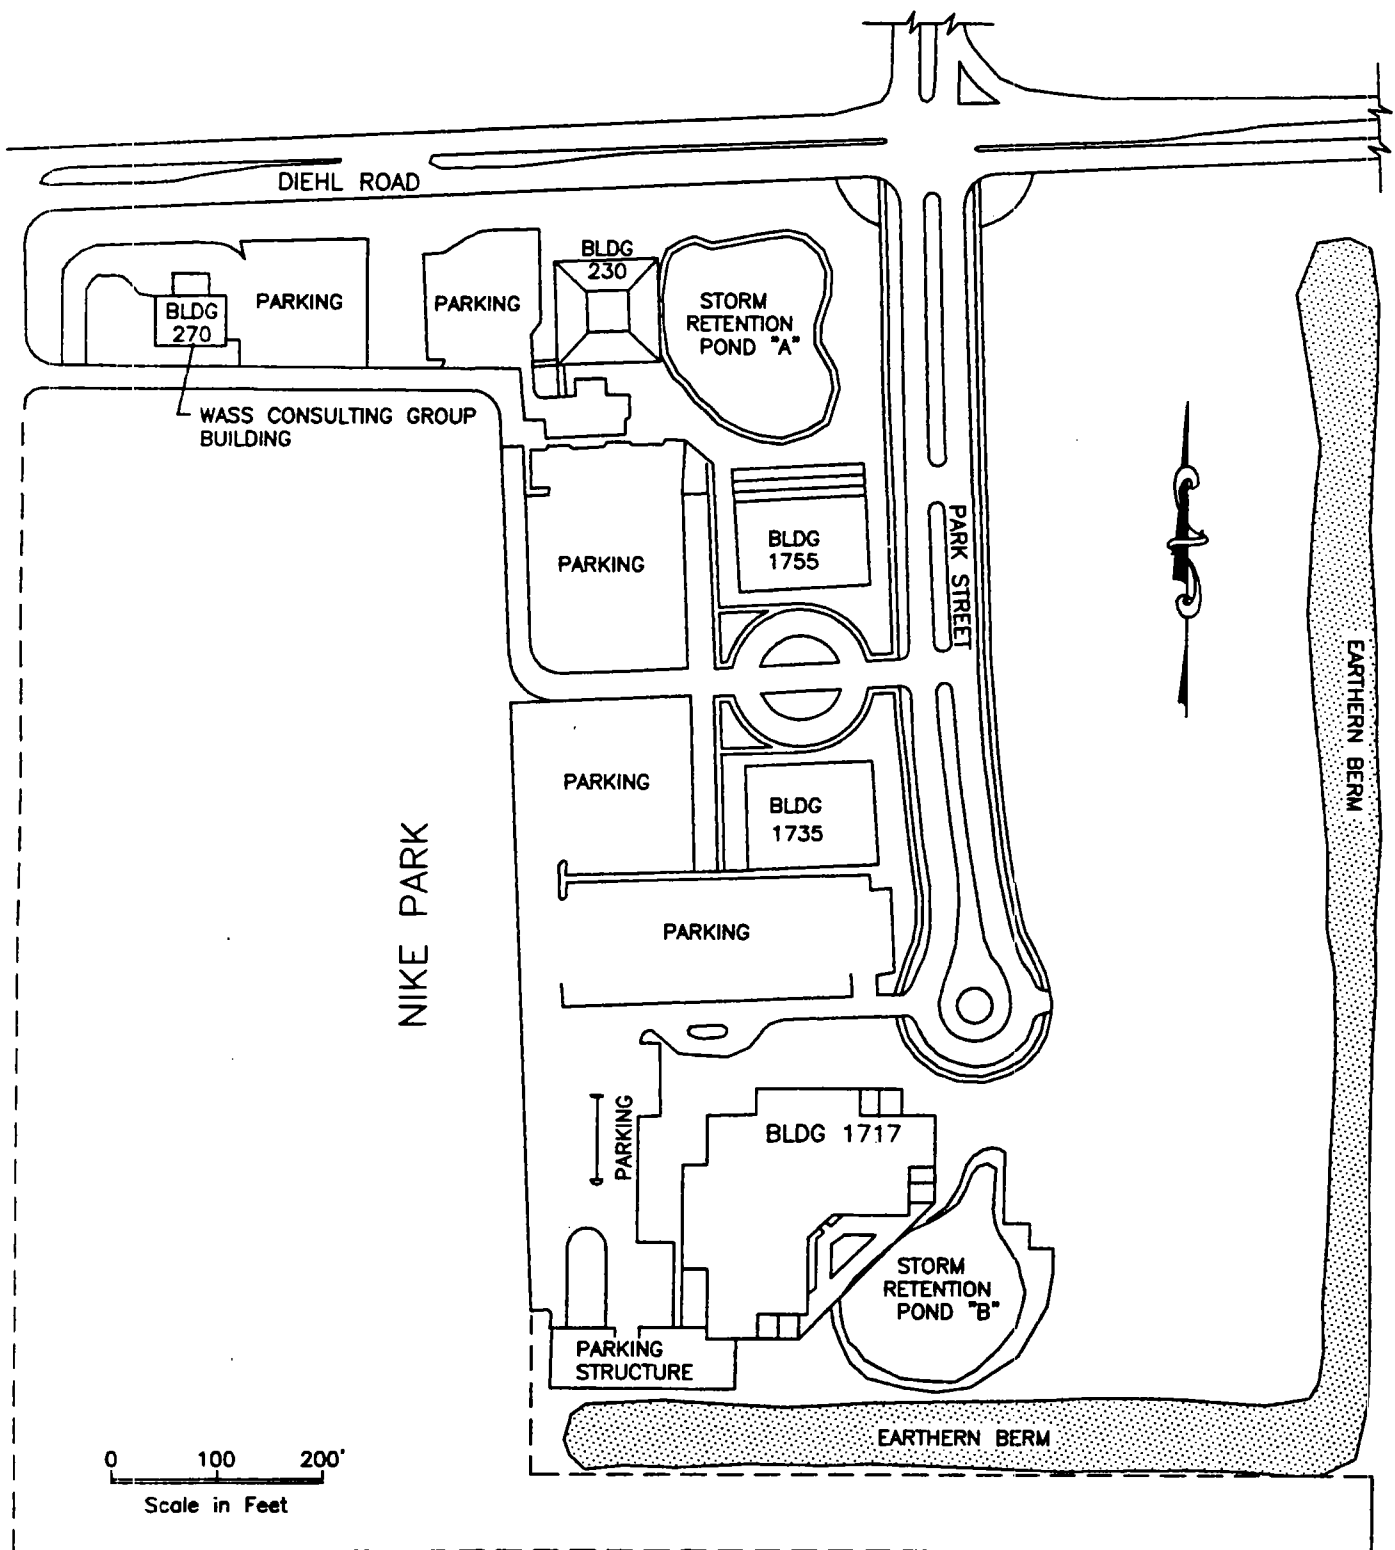 DIEHL ROAD
BLDG
230
BLDG
270
PARKING
PARKING
STORM
RETENTION
POND "A"
WASS CONSULTING GROUP
BUILDING
PARKING
BLDG
1755
PARK STREET
EARTHERN BERM
PARKING
BLDG
1735
NIKE PARK
PARKING
PARKING
BLDG 1717
STORM
RETENTION
POND "B"
PARKING
STRUCTURE
EARTHERN BERM
0 100 200'
Scale in Feet